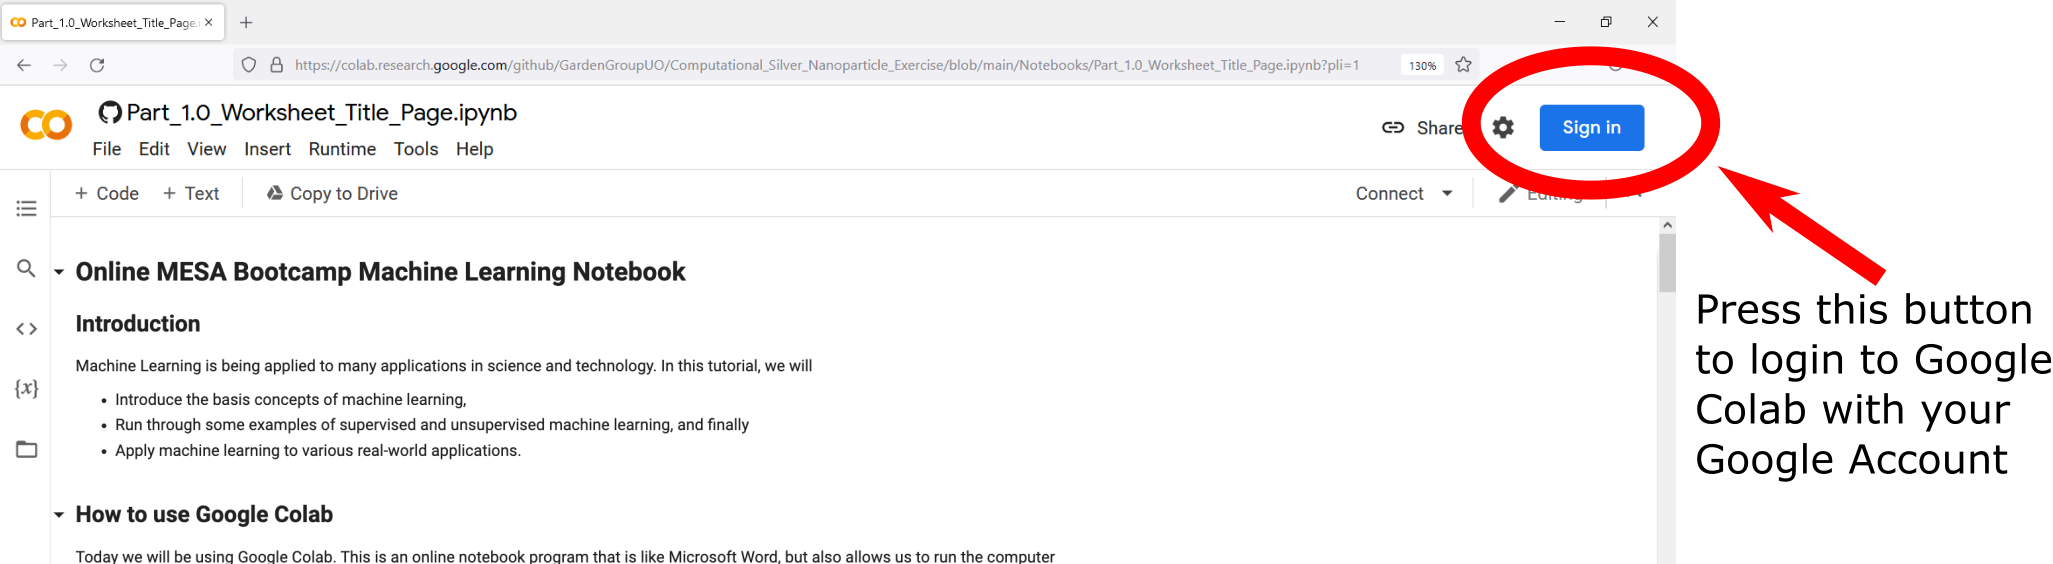 Part_1.0_Worksheet_Title_Page.i
https://colab.research.google.com/github/GardenGroupUO/Computational_Silver_Nanoparticle_Exercise/blob/main/Notebooks/Part_1.0_Worksheet_Title_Page.ipynb?pli=1 130%
Part_1.0_Worksheet_Title_Page.ipynb
Share Sign in
File Edit View Insert Runtime Tools Help
+ Code + Text Copy to Drive Connect Editing
Online MESA Bootcamp Machine Learning Notebook
Introduction
Machine Learning is being applied to many applications in science and technology. In this tutorial, we will
• Introduce the basis concepts of machine learning,
• Run through some examples of supervised and unsupervised machine learning, and finally
• Apply machine learning to various real-world applications.
How to use Google Colab
Today we will be using Google Colab. This is an online notebook program that is like Microsoft Word, but also allows us to run the computer
Press this button
to login to Google
Colab with your
Google Account